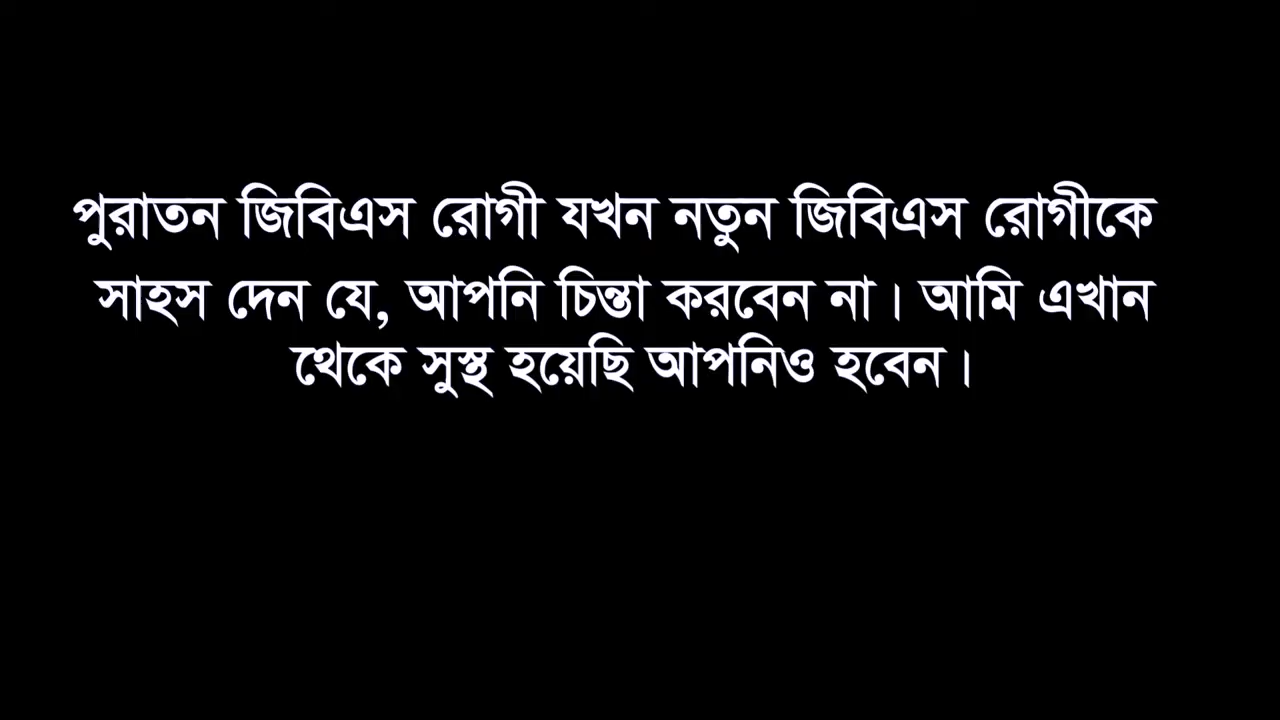 পুরাতন জিবিএস রোগী যখন নতুন জিবিএস রোগীকে
সাহস দেন যে, আপনি চিন্তা করবেন না। আমি এখান
থেকে সুস্থ হয়েছি আপনিও হবেন।